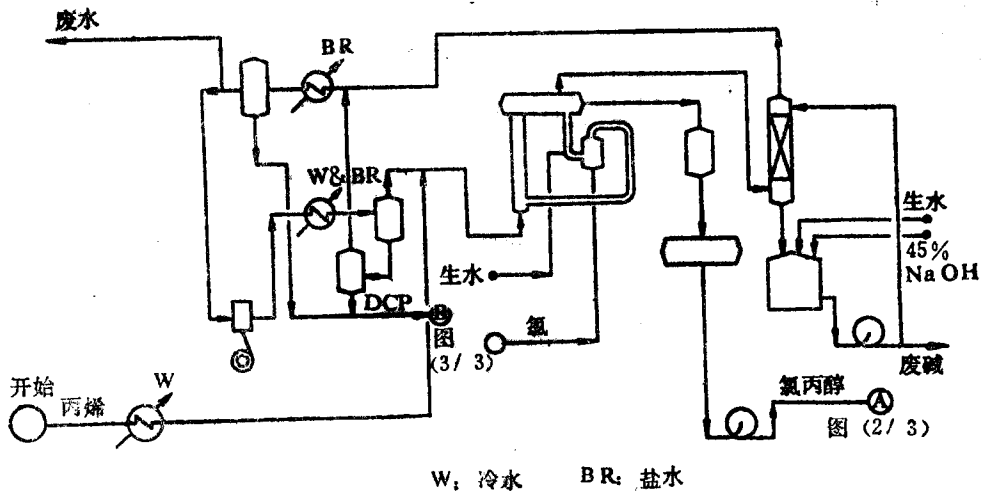 废水
BR
W&BR
生水
DCP
B
图
(3/3)
氯
生水
45%
NaOH
废碱
氯丙醇
A
图 (2/3)
开始
丙烯
W
W: 冷水 BR: 盐水